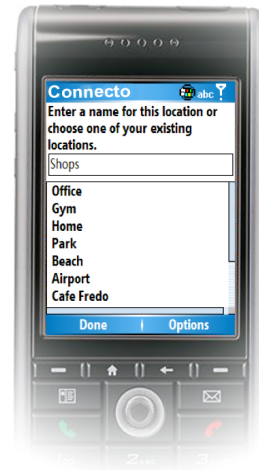 Connecto abc
Enter a name for this location or
choose one of your existing
locations.
Shops
Office
Gym
Home
Park
Beach
Airport
Cafe Fredo
Done Options